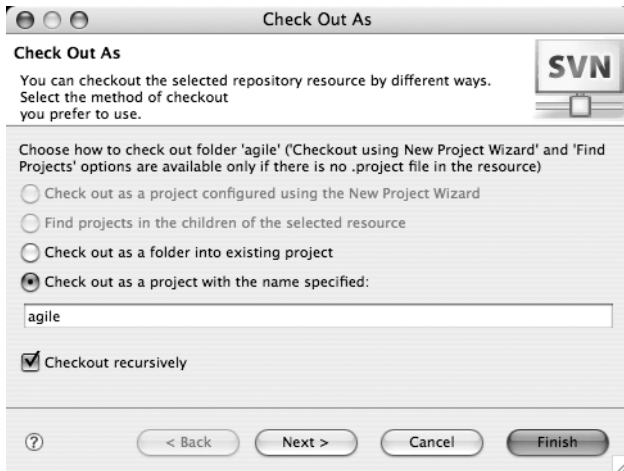 Check Out As
Check Out As
You can checkout the selected repository resource by different ways.
Select the method of checkout
you prefer to use.
SVN
Choose how to check out folder 'agile' ('Checkout using New Project Wizard' and 'Find
Projects' options are available only if there is no .project file in the resource)
Check out as a project configured using the New Project Wizard
Find projects in the children of the selected resource
Check out as a folder into existing project
Check out as a project with the name specified:
agile
Checkout recursively
?
< Back
Next >
Cancel
Finish